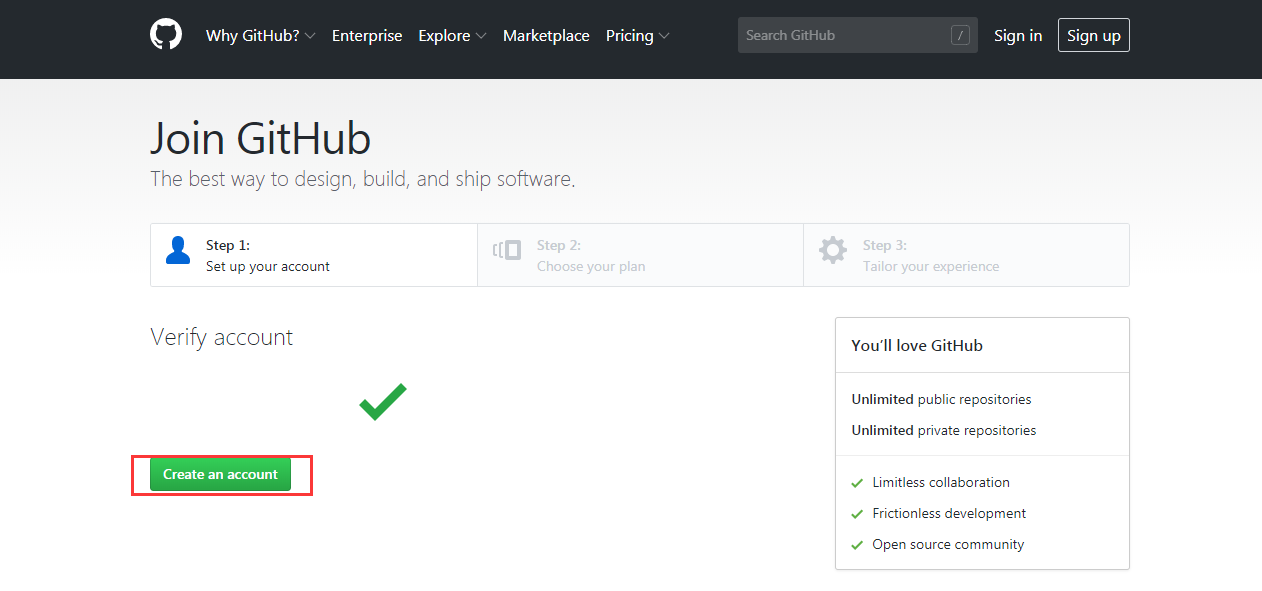 Why GitHub? Enterprise Explore Marketplace Pricing Search GitHub / Sign in Sign up
Join GitHub
The best way to design, build, and ship software.
Step 1:
Set up your account
Step 2:
Choose your plan
Step 3:
Tailor your experience
Verify account
Create an account
You'll love GitHub
Unlimited public repositories
Unlimited private repositories
Limitless collaboration
Frictionless development
Open source community